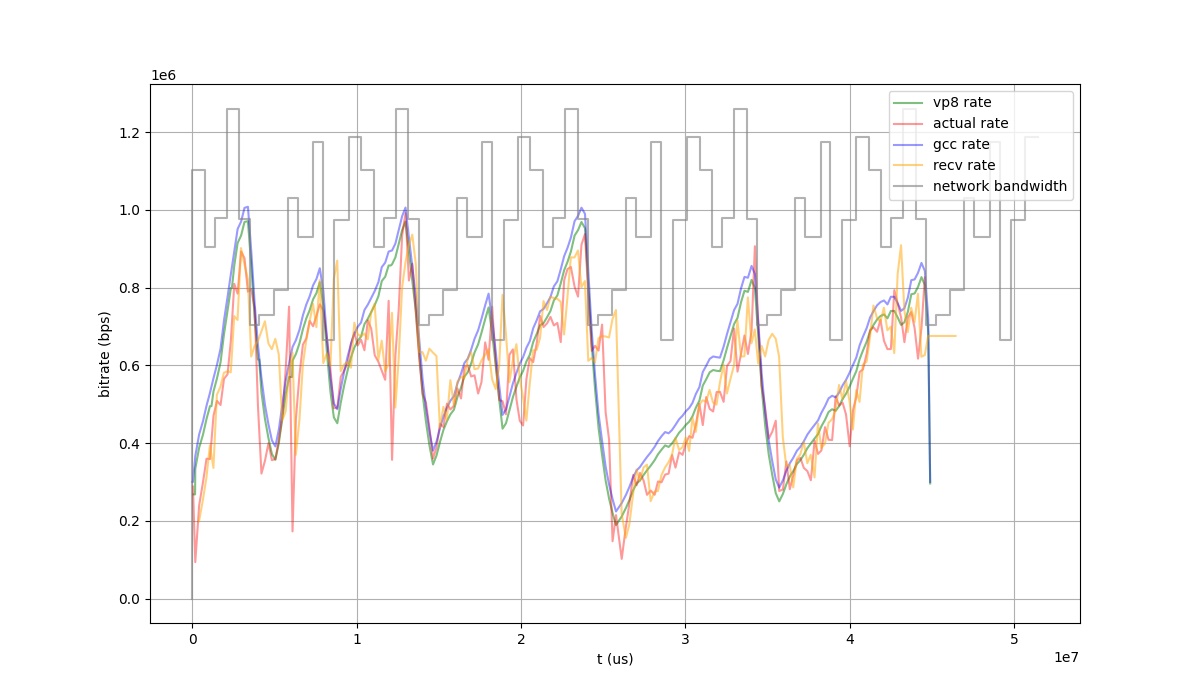 1e6
bitrate (bps)
1.2
1.0
0.8
0.6
0.4
0.2
0.0
vp8 rate
actual rate
gcc rate
recv rate
network bandwidth
0 1 2 3 4 5
t (us)
1e7